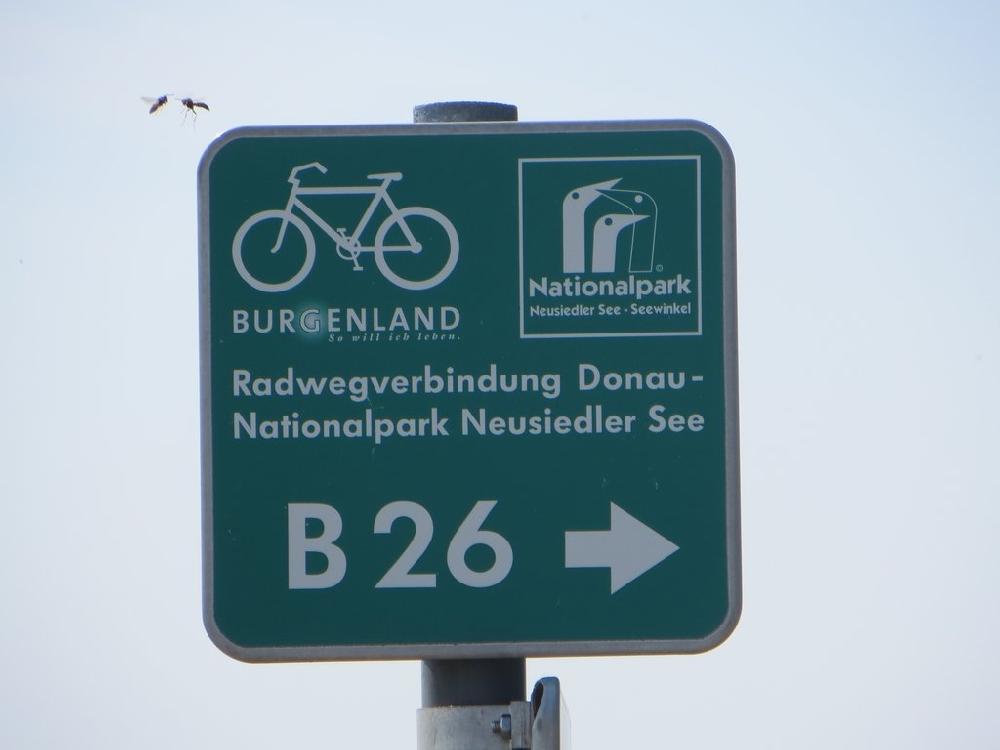 BURGENLAND
So will ich leben.
©
Nationalpark
Neusiedler See · Seewinkel
Radwegverbindung Donau-
Nationalpark Neusiedler See
B 26